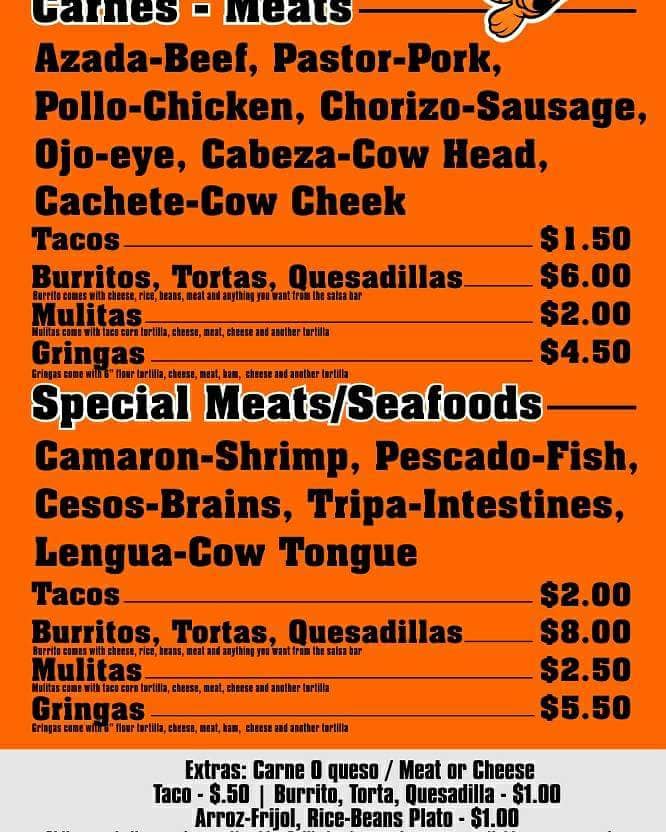 Carnes - Meats
Azada-Beef, Pastor-Pork,
Pollo-Chicken, Chorizo-Sausage,
Ojo-eye, Cabeza-Cow Head,
Cachete-Cow Cheek
Tacos $1.50
Burritos, Tortas, Quesadillas $6.00
Burrito comes with cheese, rice, beans, meat and anything you want from the salsa bar
Mulitas $2.00
Mulitas come with taco corn tortilla, cheese, meat, cheese and another tortilla
Gringas $4.50
Gringas come with 6" flour tortilla, cheese, meat, ham, cheese and another tortilla
Special Meats/Seafoods
Camaron-Shrimp, Pescado-Fish,
Cesos-Brains, Tripa-Intestines,
Lengua-Cow Tongue
Tacos $2.00
Burritos, Tortas, Quesadillas $8.00
Burrito comes with cheese, rice, beans, meat and anything you want from the salsa bar
Mulitas $2.50
Mulitas come with taco corn tortilla, cheese, meat, cheese and another tortilla
Gringas $5.50
Gringas come with 6" flour tortilla, cheese, meat, ham, cheese and another tortilla
Extras: Carne O queso / Meat or Cheese
Taco - $.50 | Burrito, Torta, Quesadilla - $1.00
Arroz-Frijol, Rice-Beans Plato - $1.00